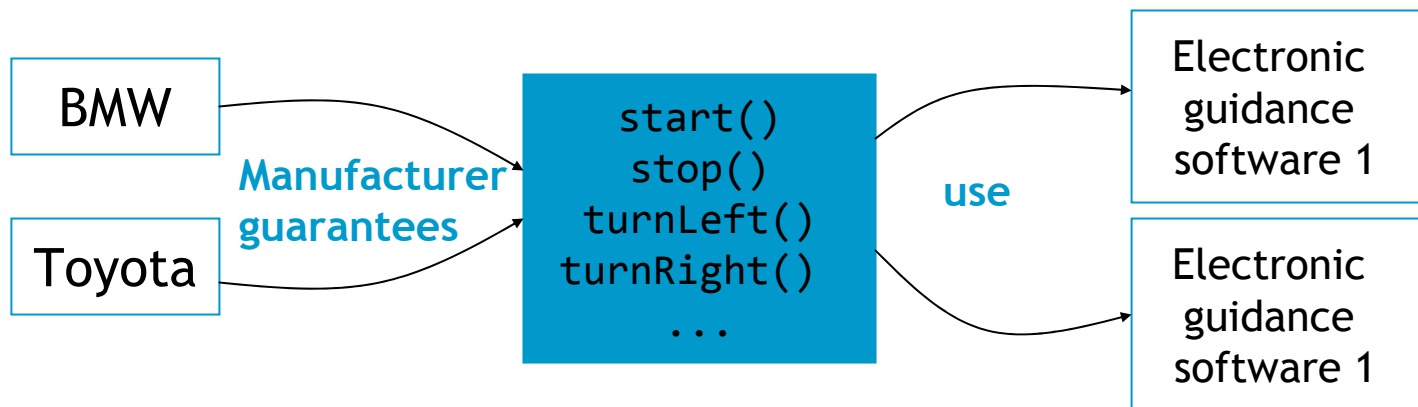 BMW
Toyota
Manufacturer
guarantees
start()
stop()
turnLeft()
turnRight()
...
use
Electronic
guidance
software 1
Electronic
guidance
software 1